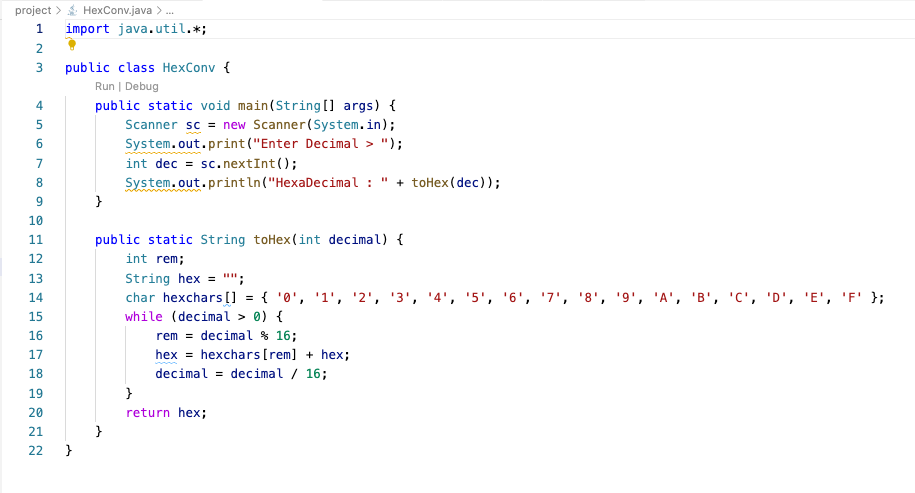 project > HexConv.java > ...
1 import java.util.*;
2
3 public class HexConv {
Run | Debug
4 public static void main(String[] args) {
5 Scanner sc = new Scanner(System.in);
6 System.out.print("Enter Decimal > ");
7 int dec = sc.nextInt();
8 System.out.println("HexaDecimal : " + toHex(dec));
9 }
10
11 public static String toHex(int decimal) {
12 int rem;
13 String hex = "";
14 char hexchars[] = { '0', '1', '2', '3', '4', '5', '6', '7', '8', '9', 'A', 'B', 'C', 'D', 'E', 'F' };
15 while (decimal > 0) {
16 rem = decimal % 16;
17 hex = hexchars[rem] + hex;
18 decimal = decimal / 16;
19 }
20 return hex;
21 }
22 }